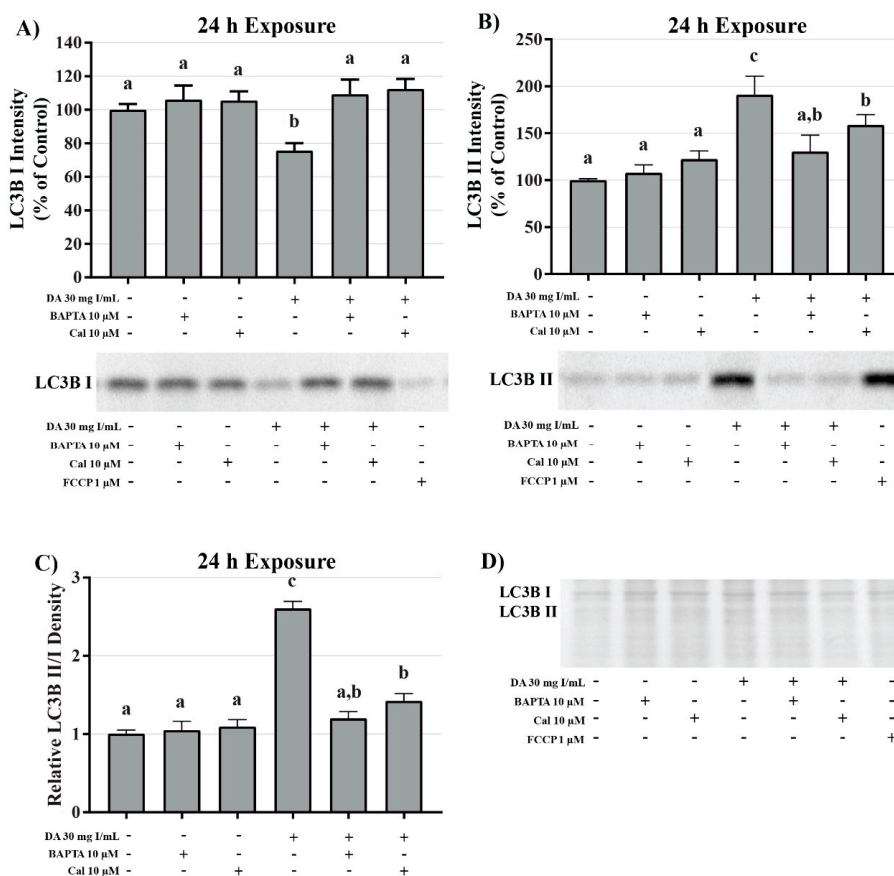 A)
24 h Exposure
LC3B I Intensity
(% of Control)
140
120
100
80
60
40
20
0
a a a b a a
DA 30 mg I/mL - - - + + +
BAPTA 10 µM - + - - + -
Cal 10 µM - - + - - +
LC3B I
DA 30 mg I/mL - - - + + + -
BAPTA 10 µM - + - - + - -
Cal 10 µM - - + - - + -
FCCP 1 µM - - - - - - +
B)
24 h Exposure
LC3B II Intensity
(% of Control)
250
200
150
100
50
0
a a a c a,b b
DA 30 mg I/mL - - - + + +
BAPTA 10 µM - + - - + -
Cal 10 µM - - + - - +
LC3B II
DA 30 mg I/mL - - - + + + -
BAPTA 10 µM - + - - + - -
Cal 10 µM - - + - - + -
FCCP 1 µM - - - - - - +
C)
24 h Exposure
Relative LC3B II/I Density
3
2
1
0
a a a c a,b b
DA 30 mg I/mL - - - + + +
BAPTA 10 µM - + - - + -
Cal 10 µM - - + - - +
D)
LC3B I
LC3B II
DA 30 mg I/mL - - - + + + -
BAPTA 10 µM - + - - + - -
Cal 10 µM - - + - - + -
FCCP 1 µM - - - - - - +